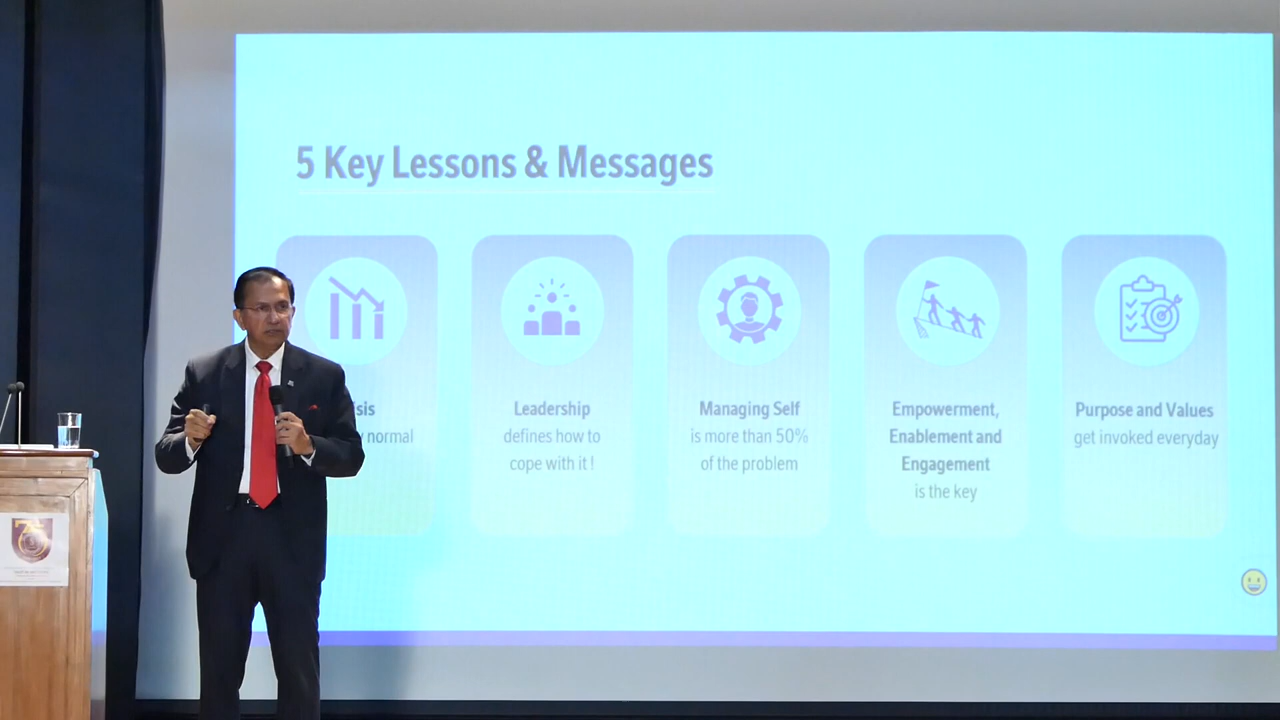 5 Key Lessons & Messages
normal
Leadership
defines how to
cope with it !
Managing Self
is more than 50%
of the problem
Empowerment,
Enablement and
Engagement
is the key
Purpose and Values
get invoked everyday
75